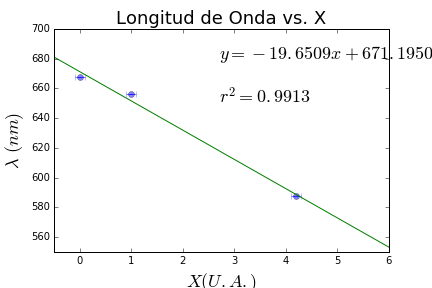 Longitud de Onda vs. X
y = −19.6509x + 671.1950
r² = 0.9913
700
680
660
640
620
600
580
560
λ (nm)
0 1 2 3 4 5 6
X(U.A.)